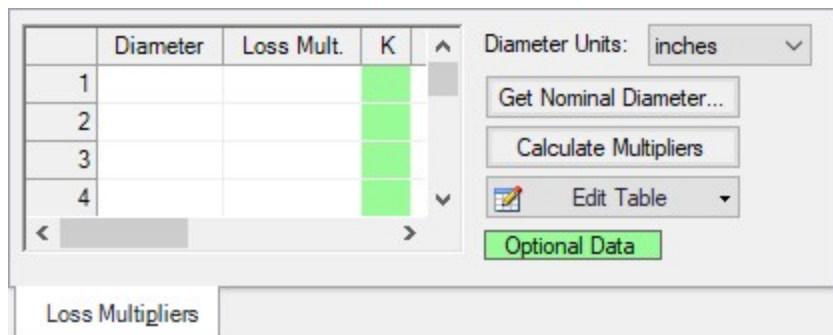 Diameter Loss Mult. K
1
2
3
4
Diameter Units: inches
Get Nominal Diameter...
Calculate Multipliers
Edit Table
Optional Data
Loss Multipliers